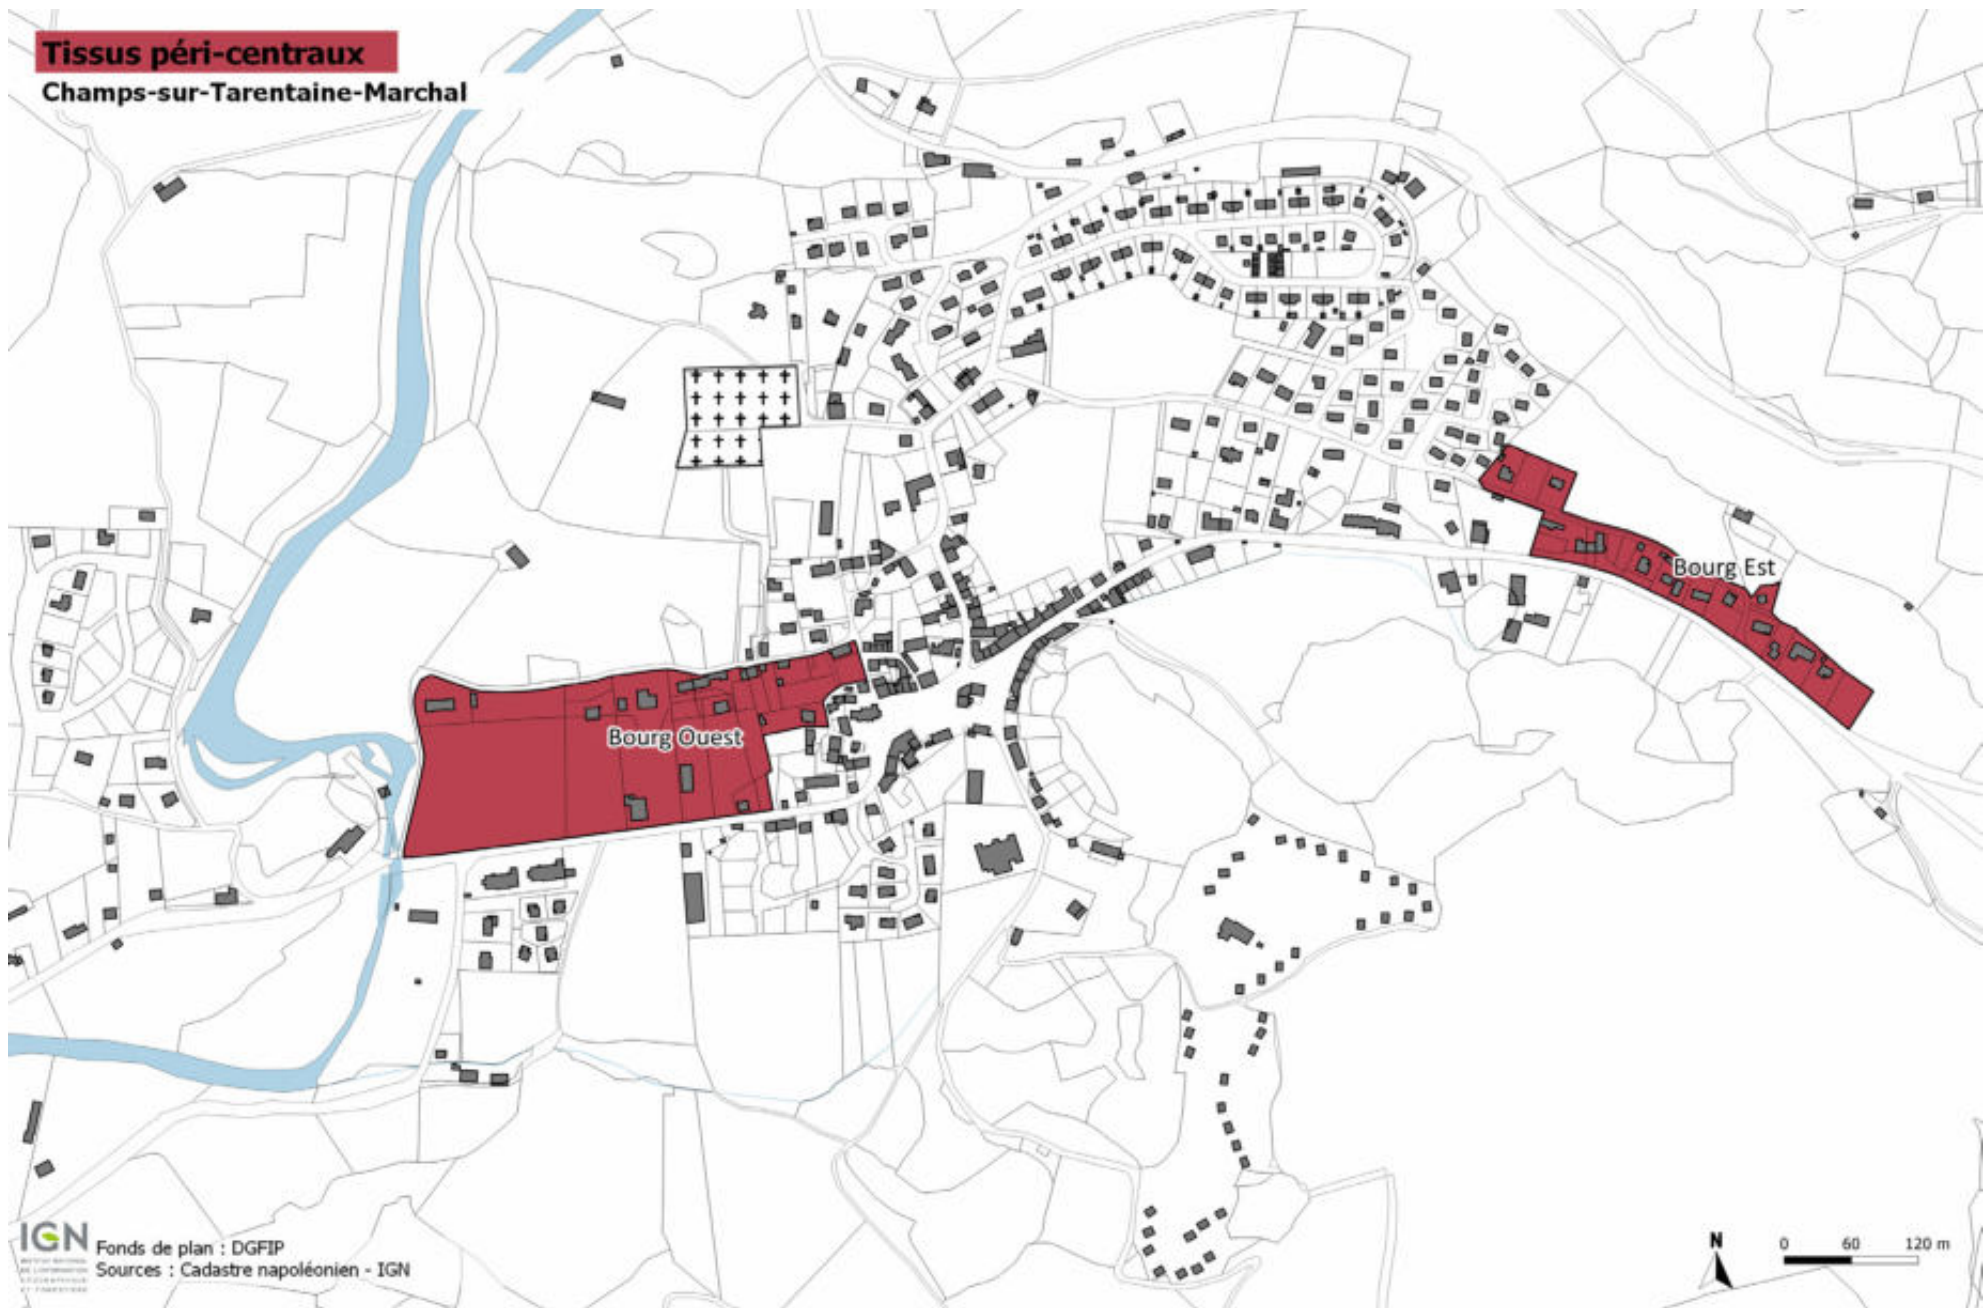 Tissus péri-centraux
Champs-sur-Tarentaine-Marchal
Bourg Est
Bourg Ouest
IGN
Fonds de plan : DGFIP
Sources : Cadastre napoléonien - IGN
N
0 60 120 m